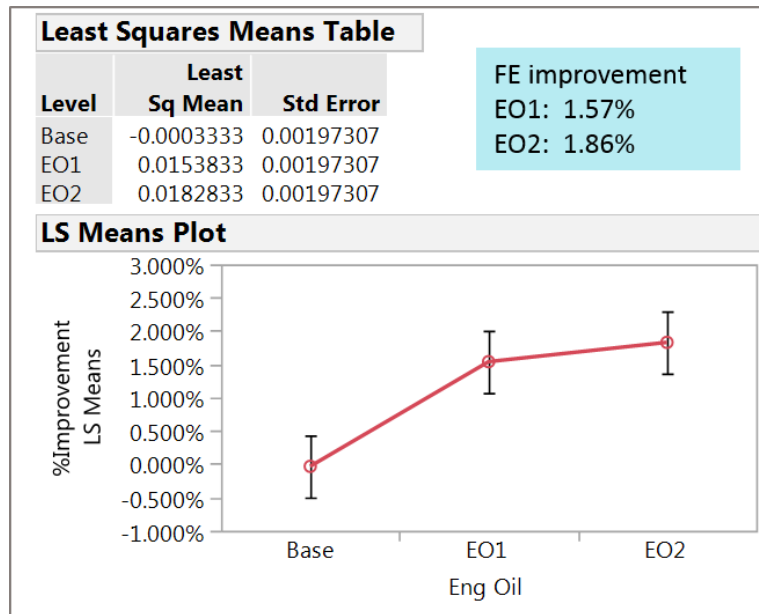 Least Squares Means Table
Least
Level Sq Mean Std Error
Base -0.0003333 0.00197307
EO1 0.0153833 0.00197307
EO2 0.0182833 0.00197307
FE improvement
EO1: 1.57%
EO2: 1.86%
LS Means Plot
%Improvement
LS Means
3.000%
2.500%
2.000%
1.500%
1.000%
0.500%
0.000%
-0.500%
-1.000%
Base EO1 EO2
Eng Oil